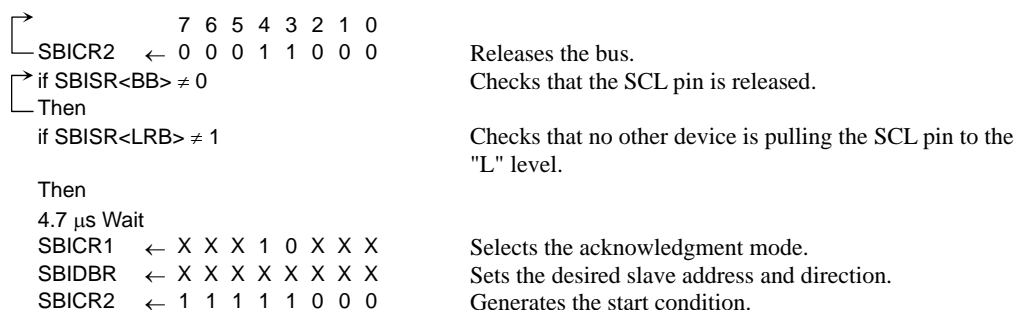 7 6 5 4 3 2 1 0
SBICR2 ← 0 0 0 1 1 0 0 0 Releases the bus.
if SBISR<BB> ≠ 0 Checks that the SCL pin is released.
Then
if SBISR<LRB> ≠ 1 Checks that no other device is pulling the SCL pin to the
"L" level.
Then
4.7 μs Wait
SBICR1 ← X X X 1 0 X X X Selects the acknowledgment mode.
SBIDBR ← X X X X X X X X Sets the desired slave address and direction.
SBICR2 ← 1 1 1 1 1 0 0 0 Generates the start condition.